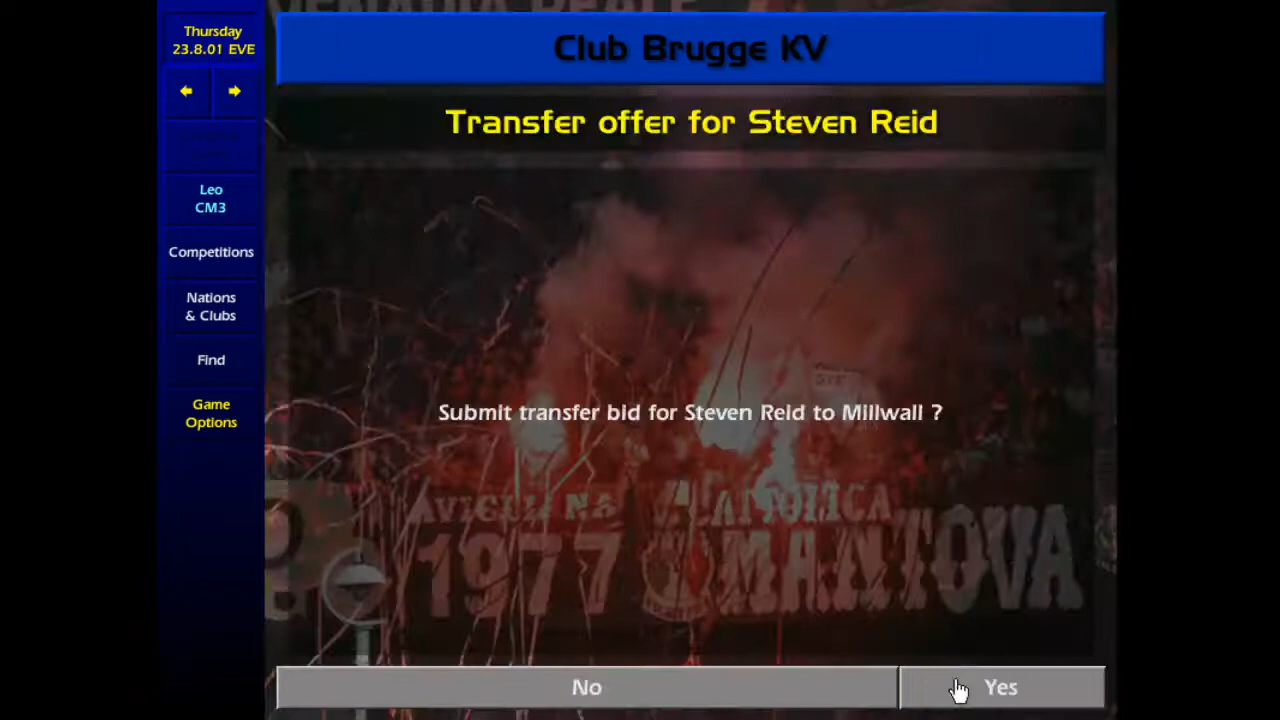 Thursday
23.8.01 EVE
Leo
CM3
Competitions
Nations
& Clubs
Find
Game
Options
Club Brugge KV
Transfer offer for Steven Reid
Submit transfer bid for Steven Reid to Millwall ?
1977
MANTOVA
No
Yes